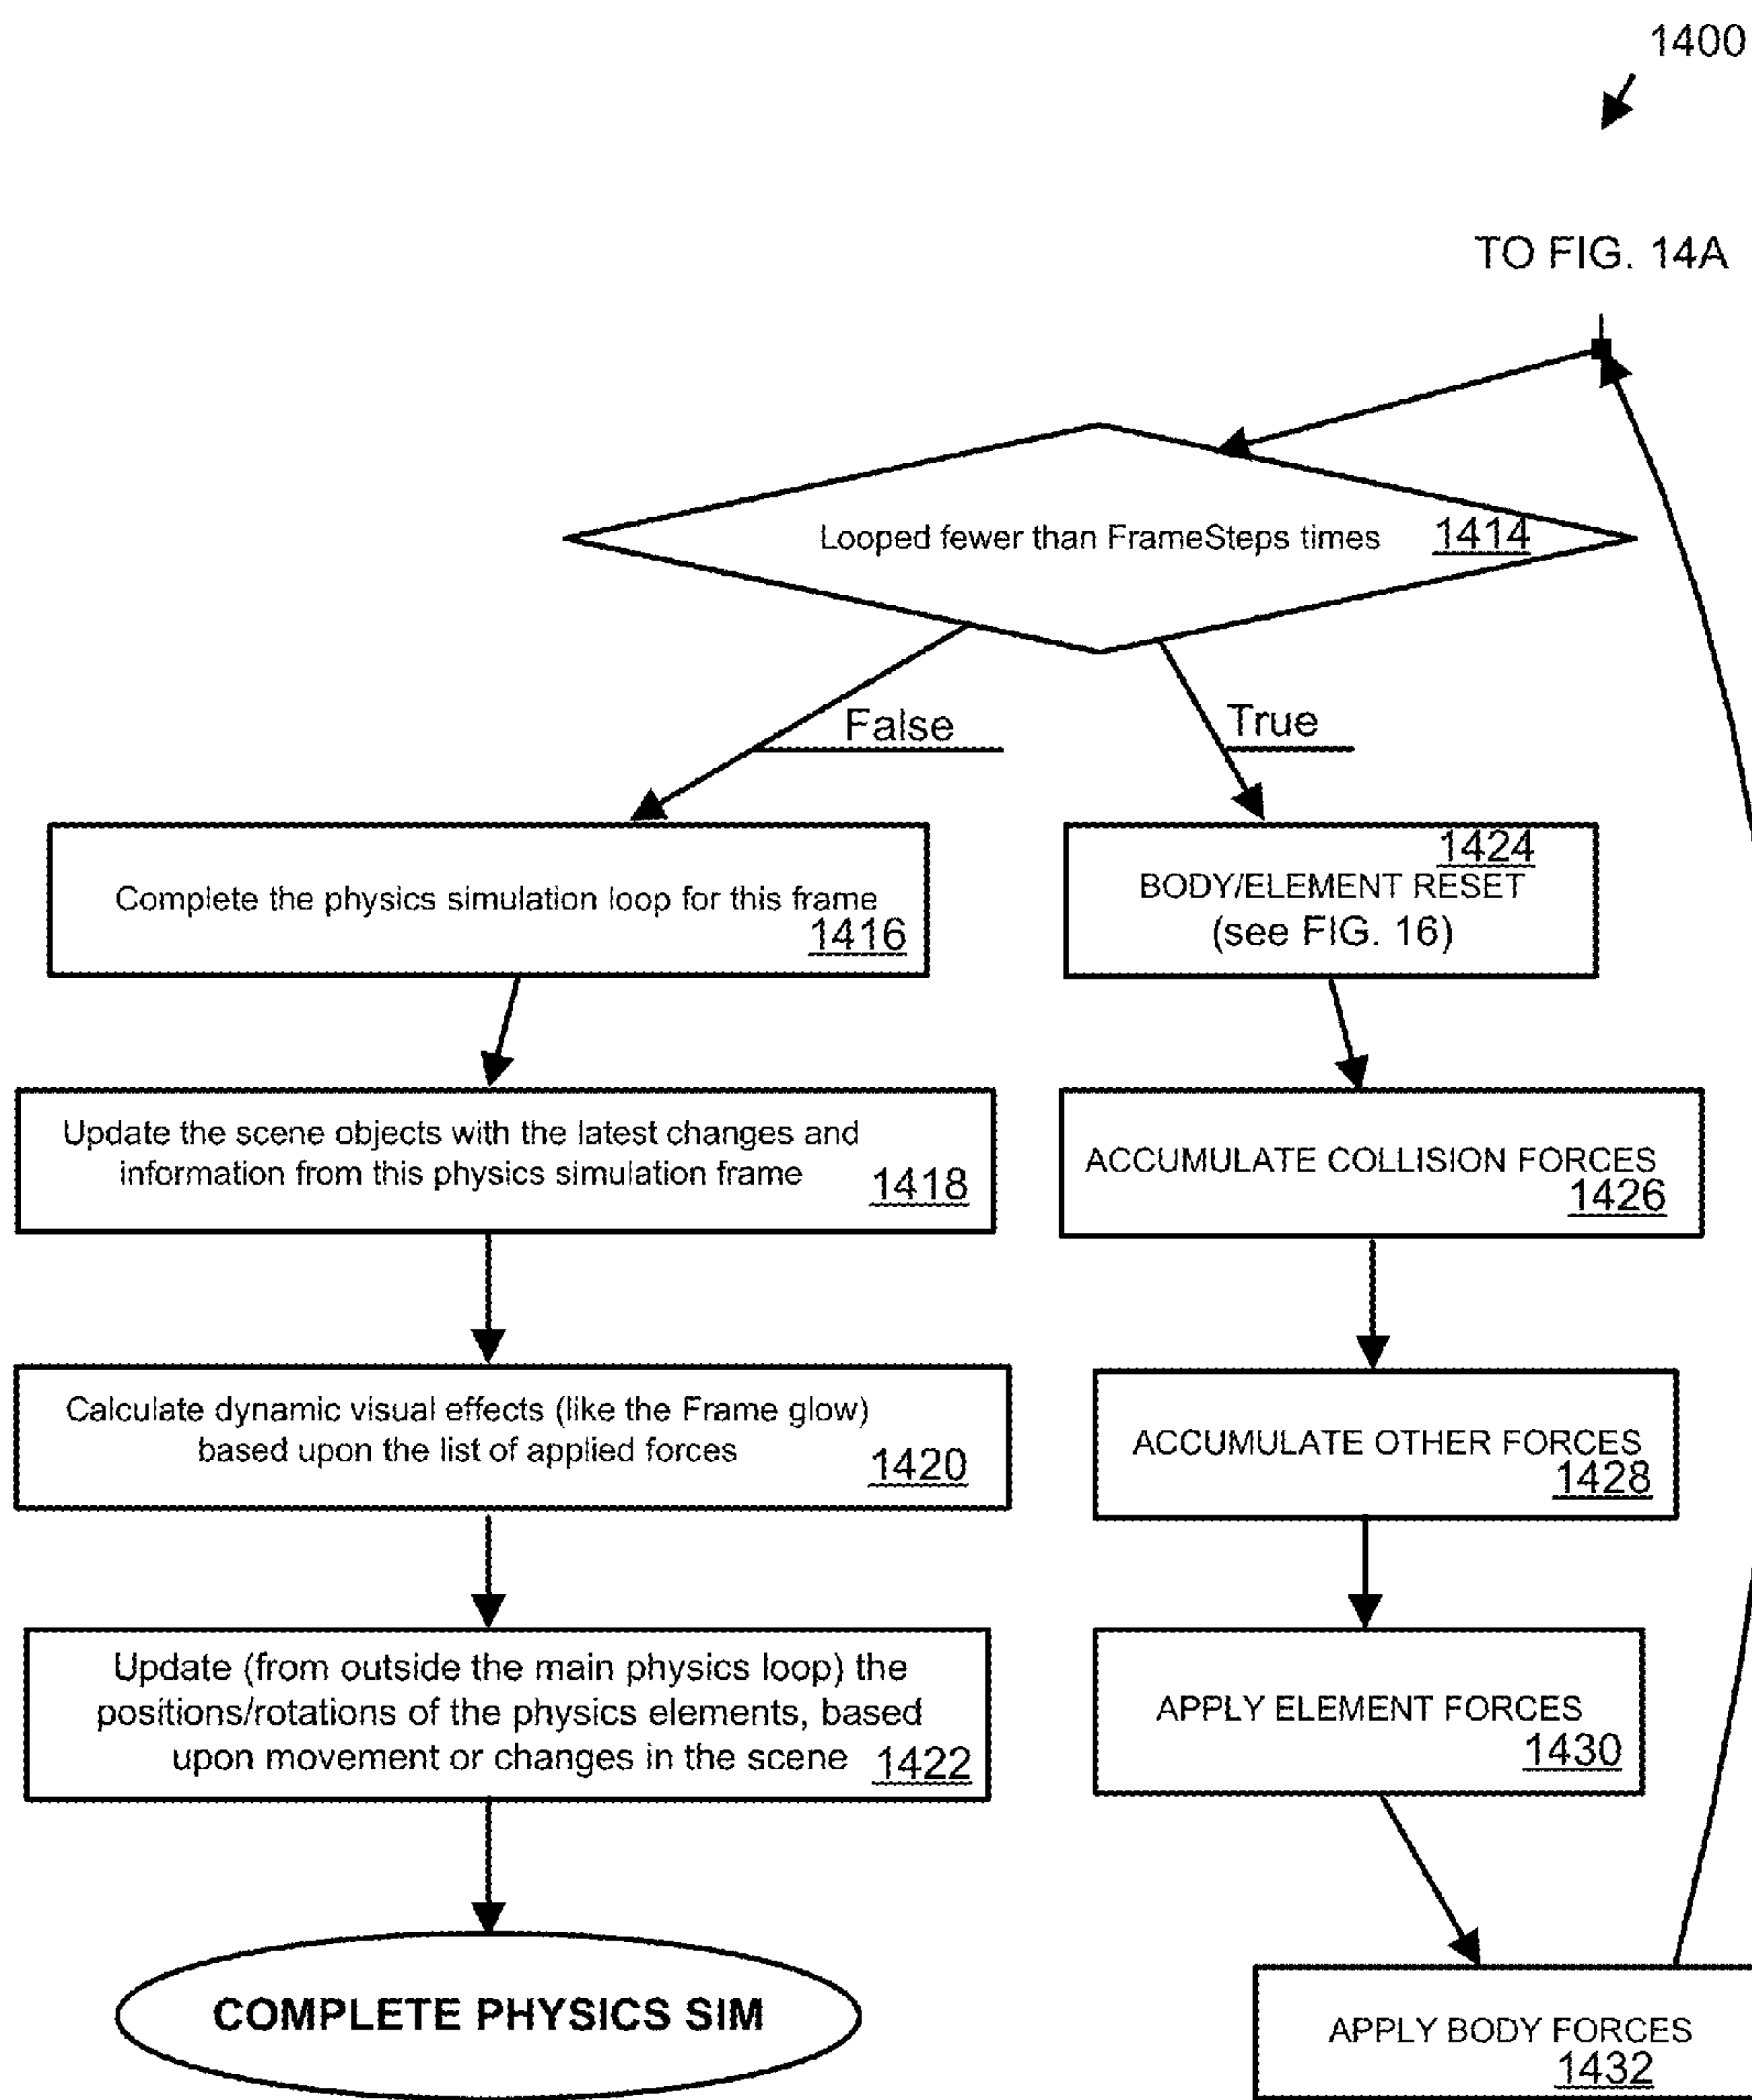 1400
TO FIG. 14A
Looped fewer than FrameSteps times 1414
False
True
Complete the physics simulation loop for this frame
1416
Update the scene objects with the latest changes and
information from this physics simulation frame
1418
Calculate dynamic visual effects (like the Frame glow)
based upon the list of applied forces
1420
Update (from outside the main physics loop) the
positions/rotations of the physics elements, based
upon movement or changes in the scene 1422
COMPLETE PHYSICS SIM
1424
BODY/ELEMENT RESET
(see FIG. 16)
ACCUMULATE COLLISION FORCES
1426
ACCUMULATE OTHER FORCES
1428
APPLY ELEMENT FORCES
1430
APPLY BODY FORCES
1432